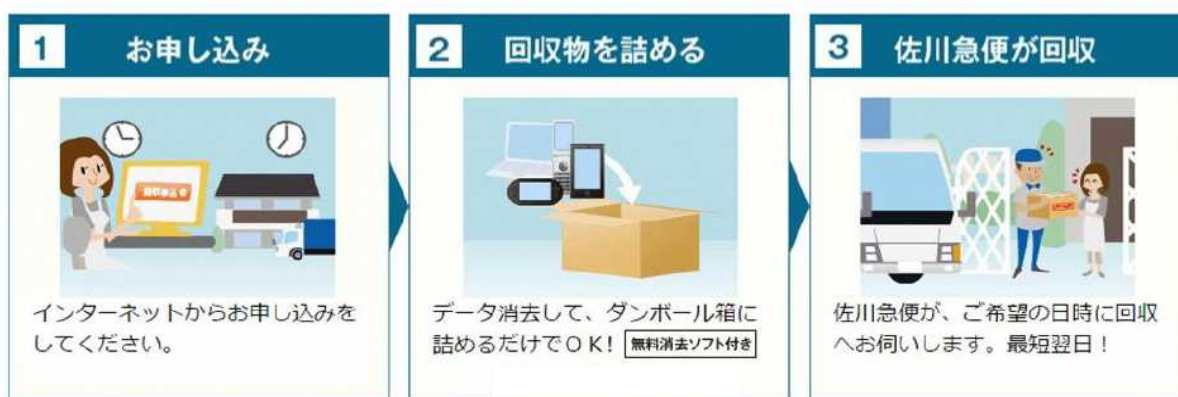 1 お申し込み
インターネットからお申し込みを
してください。
2 回収物を詰める
データ消去して、ダンボール箱に
詰めるだけでＯＫ！ 無料消去ソフト付き
3 佐川急便が回収
佐川急便が、ご希望の日時に回収
へお伺いします。最短翌日！